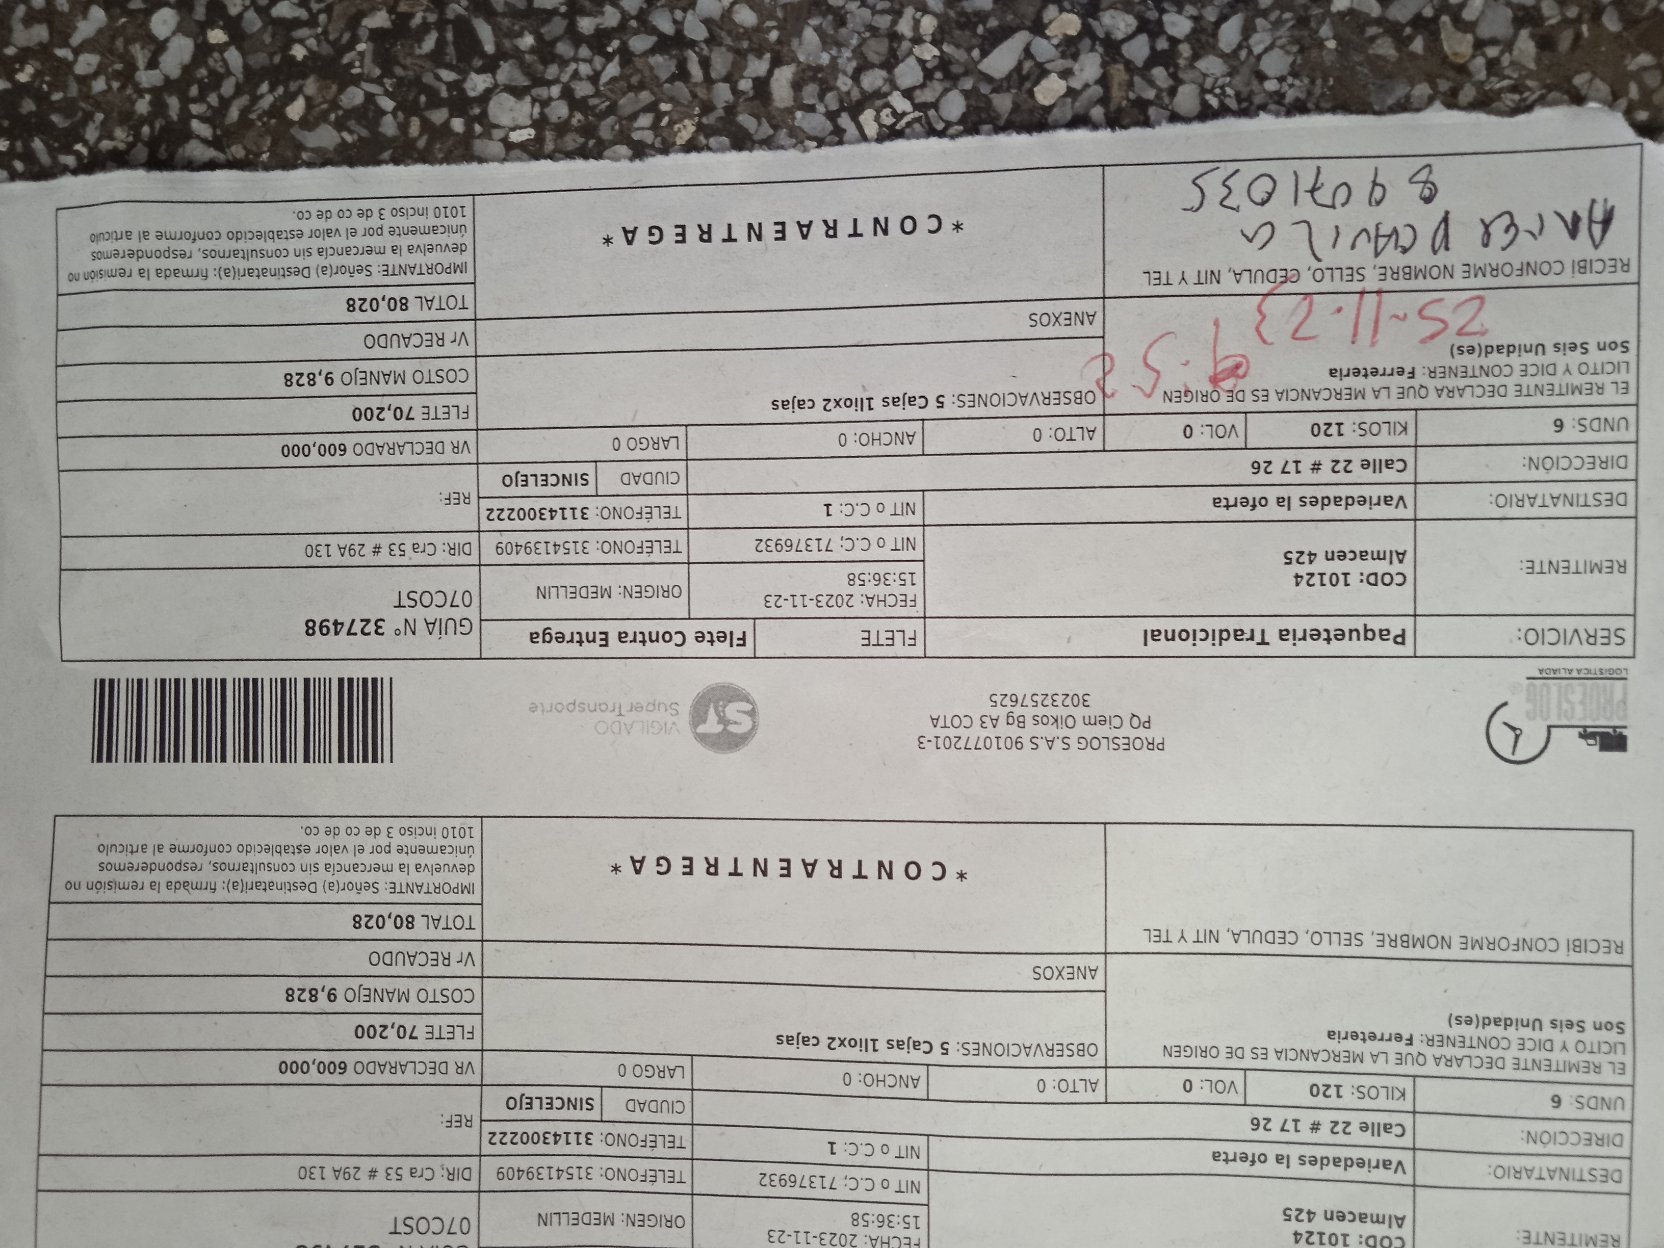 REMITENTE:
COD: 10124
Almacen 425
FECHA: 2023-11-23
15:36:58
ORIGEN: MEDELLIN
07COST
NIT o C.C; 71376932
TELÉFONO: 3154139409
DIR: Cra 53 # 29A 130
DESTINATARIO:
Variedades la oferta
NIT o C.C: 1
TELÉFONO: 3114300222
REF:
DIRECCIÓN:
Calle 22 # 17 26
CIUDAD
SINCELEJO
UNDS: 6
KILOS: 120
VOL: 0
ALTO: 0
ANCHO: 0
LARGO 0
VR DECLARADO 600,000
EL REMITENTE DECLARA QUE LA MERCANCIA ES DE ORIGEN
LICITO Y DICE CONTENER: Ferreteria
Son Seis Unidad(es)
OBSERVACIONES: 5 Cajas 1liox2 cajas
FLETE 70,200
COSTO MANEJO 9,828
ANEXOS
Vr RECAUDO
RECIBÍ CONFORME NOMBRE, SELLO, CEDULA, NIT Y TEL
*CONTRAENTREGA*
TOTAL 80,028
IMPORTANTE: Señor(a) Destinatari(a); firmada la remisión no
devuelva la mercancía sin consultarnos, responderemos
únicamente por el valor establecido conforme al articulo
1010 inciso 3 de co de co.
PROESLOG
LOGISTICA ALIADA
PROESLOG S.A.S 901077201-3
PQ Ciem Oikos Bg A3 COTA
3023257625
ST
VIGILADO
SuperTransporte
SERVICIO:
Paqueteria Tradicional
FLETE
Flete Contra Entrega
GUÍA N° 327498
07COST
REMITENTE:
COD: 10124
Almacen 425
FECHA: 2023-11-23
15:36:58
ORIGEN: MEDELLIN
NIT o C.C; 71376932
TELÉFONO: 3154139409
DIR: Cra 53 # 29A 130
DESTINATARIO:
Variedades la oferta
NIT o C.C: 1
TELÉFONO: 3114300222
REF:
DIRECCIÓN:
Calle 22 # 17 26
CIUDAD
SINCELEJO
UNDS: 6
KILOS: 120
VOL: 0
ALTO: 0
ANCHO: 0
LARGO 0
VR DECLARADO 600,000
EL REMITENTE DECLARA QUE LA MERCANCIA ES DE ORIGEN
LICITO Y DICE CONTENER: Ferreteria
Son Seis Unidad(es)
25-11-23
OBSERVACIONES: 5 Cajas 1liox2 cajas
FLETE 70,200
COSTO MANEJO 9,828
ANEXOS
Vr RECAUDO
RECIBÍ CONFORME NOMBRE, SELLO, CEDULA, NIT Y TEL
*CONTRAENTREGA*
TOTAL 80,028
IMPORTANTE: Señor(a) Destinatari(a); firmada la remisión no
devuelva la mercancía sin consultarnos, responderemos
únicamente por el valor establecido conforme al articulo
1010 inciso 3 de co de co.